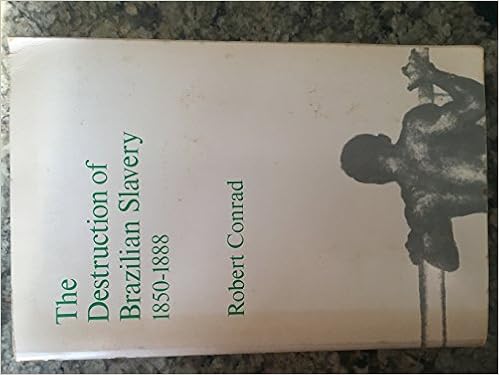 The
Destruction of
Brazilian Slavery
1850-1888
Robert Conrad